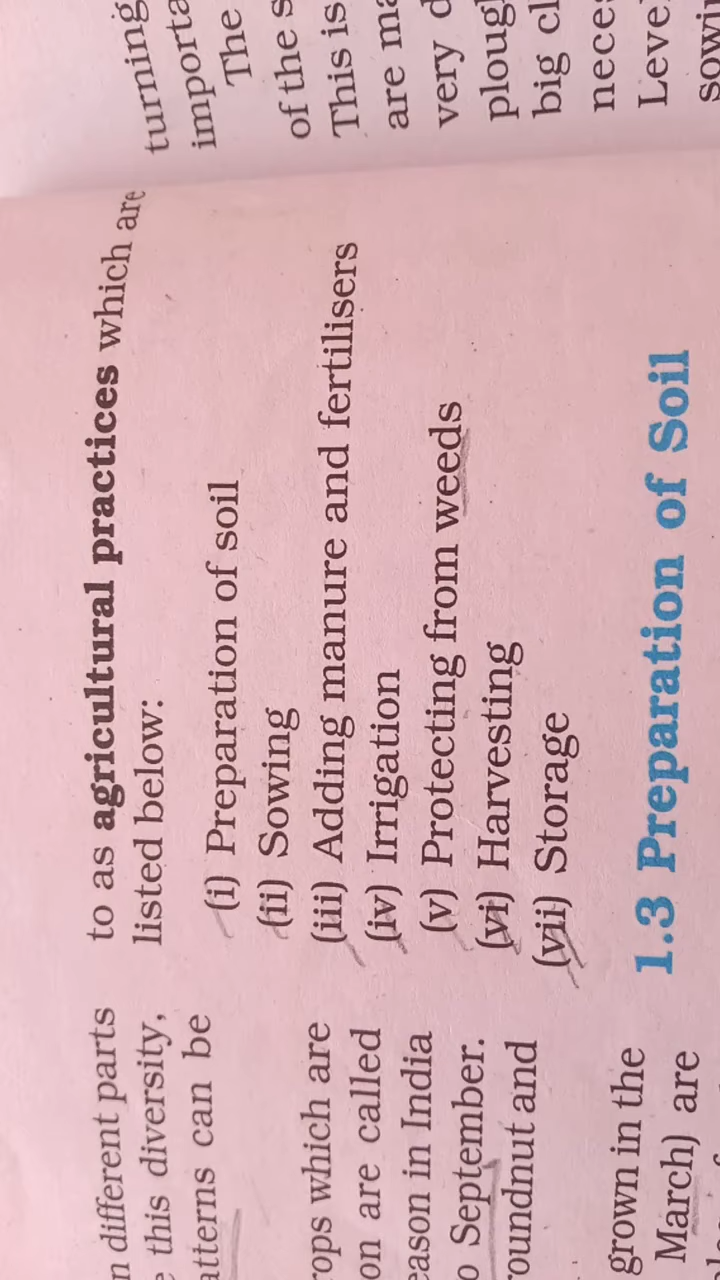 n different parts
this diversity,
atterns can be
rops which are
on are called
eason in India
o September.
oundnut and
grown in the
March) are
to as agricultural practices which are
listed below:
(i) Preparation of soil
(ii) Sowing
(iii) Adding manure and fertilisers
(iv) Irrigation
(v) Protecting from weeds
(vi) Harvesting
(vii) Storage
1.3 Preparation of Soil
turning
importa
The
of the s
This is
are ma
very d
ploug
big cl
neces
Leve
sowi